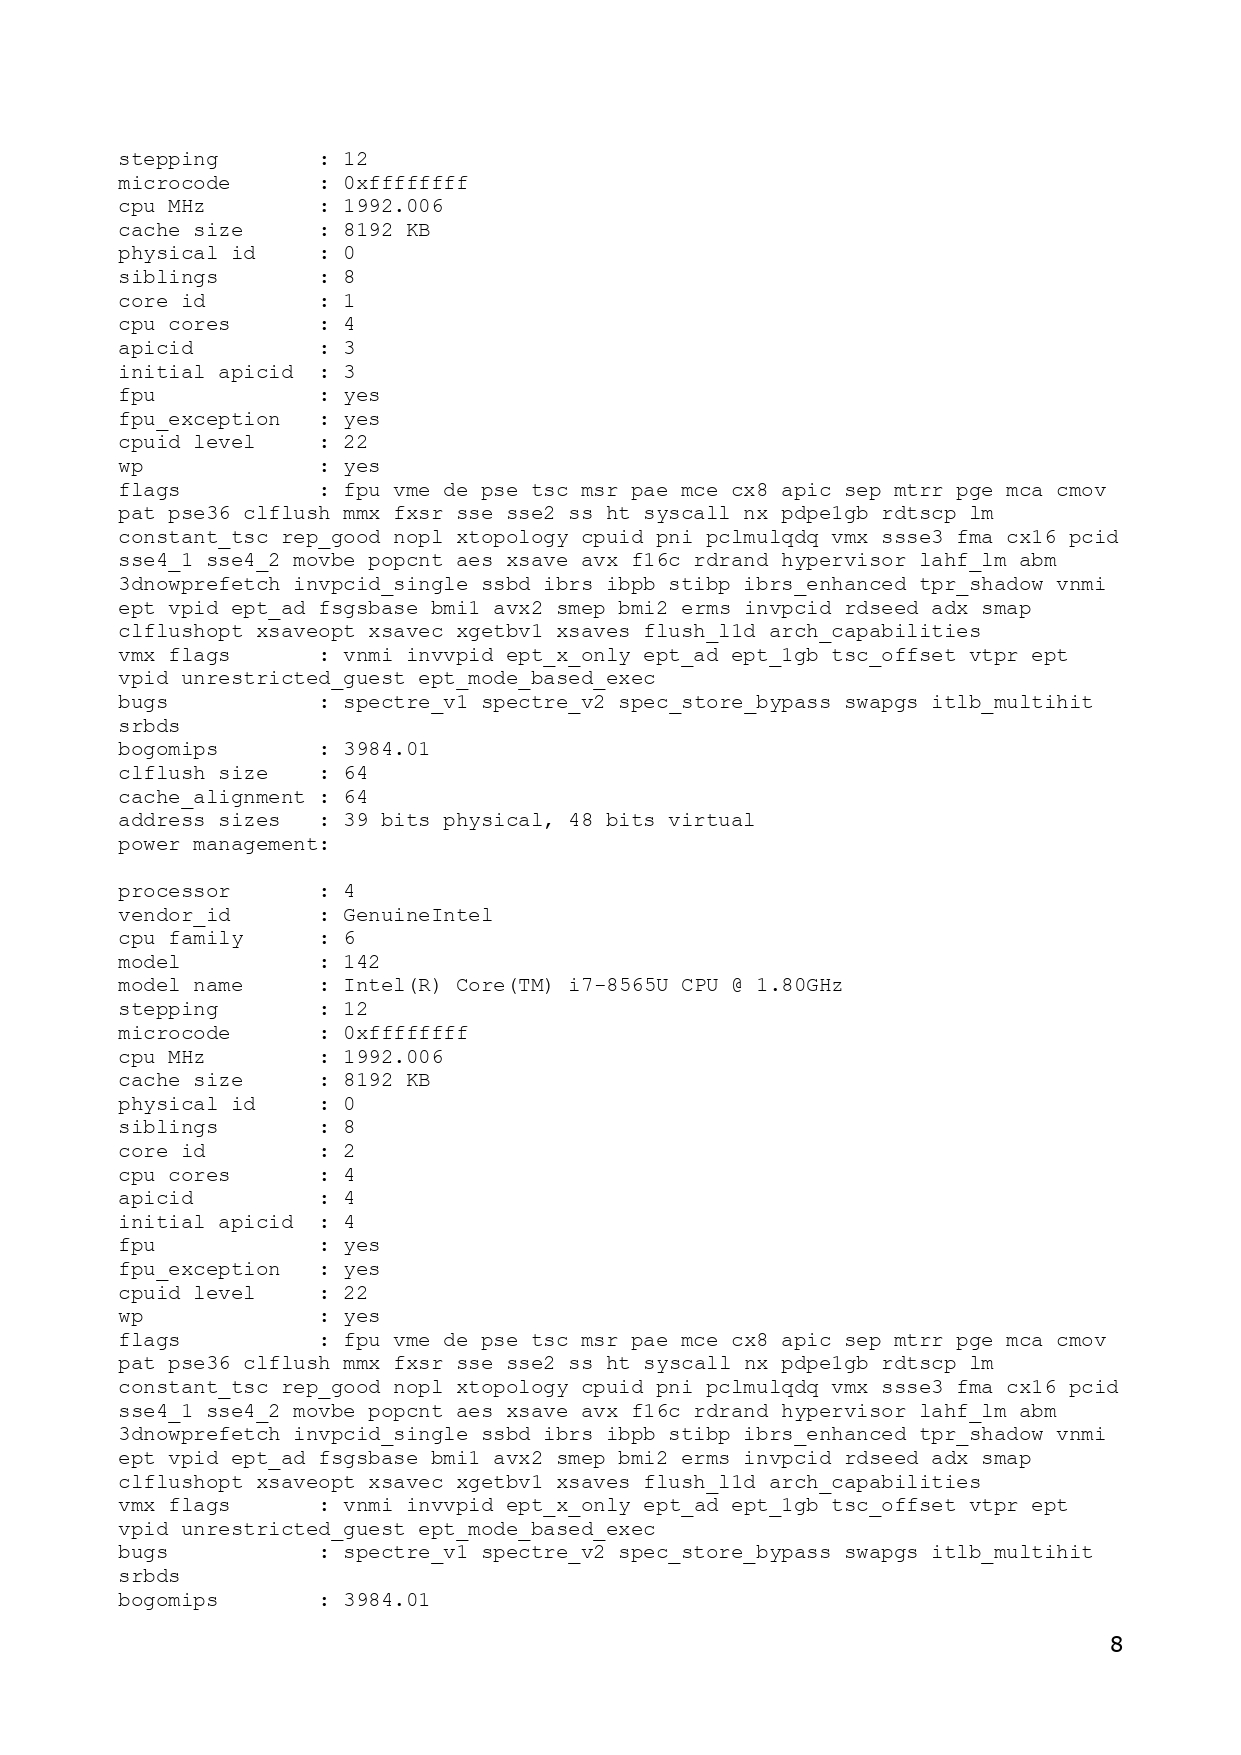 stepping        : 12
microcode       : 0xffffffff
cpu MHz         : 1992.006
cache size      : 8192 KB
physical id     : 0
siblings        : 8
core id         : 1
cpu cores       : 4
apicid          : 3
initial apicid  : 3
fpu             : yes
fpu_exception   : yes
cpuid level     : 22
wp              : yes
flags           : fpu vme de pse tsc msr pae mce cx8 apic sep mtrr pge mca cmov
pat pse36 clflush mmx fxsr sse sse2 ss ht syscall nx pdpe1gb rdtscp lm
constant_tsc rep_good nopl xtopology cpuid pni pclmulqdq vmx ssse3 fma cx16 pcid
sse4_1 sse4_2 movbe popcnt aes xsave avx f16c rdrand hypervisor lahf_lm abm
3dnowprefetch invpcid_single ssbd ibrs ibpb stibp ibrs_enhanced tpr_shadow vnmi
ept vpid ept_ad fsgsbase bmi1 avx2 smep bmi2 erms invpcid rdseed adx smap
clflushopt xsaveopt xsavec xgetbv1 xsaves flush_l1d arch_capabilities
vmx flags       : vnmi invvpid ept_x_only ept_ad ept_1gb tsc_offset vtpr ept
vpid unrestricted_guest ept_mode_based_exec
bugs            : spectre_v1 spectre_v2 spec_store_bypass swapgs itlb_multihit
srbds
bogomips        : 3984.01
clflush size    : 64
cache_alignment : 64
address sizes   : 39 bits physical, 48 bits virtual
power management:

processor       : 4
vendor_id       : GenuineIntel
cpu family      : 6
model           : 142
model name      : Intel(R) Core(TM) i7-8565U CPU @ 1.80GHz
stepping        : 12
microcode       : 0xffffffff
cpu MHz         : 1992.006
cache size      : 8192 KB
physical id     : 0
siblings        : 8
core id         : 2
cpu cores       : 4
apicid          : 4
initial apicid  : 4
fpu             : yes
fpu_exception   : yes
cpuid level     : 22
wp              : yes
flags           : fpu vme de pse tsc msr pae mce cx8 apic sep mtrr pge mca cmov
pat pse36 clflush mmx fxsr sse sse2 ss ht syscall nx pdpe1gb rdtscp lm
constant_tsc rep_good nopl xtopology cpuid pni pclmulqdq vmx ssse3 fma cx16 pcid
sse4_1 sse4_2 movbe popcnt aes xsave avx f16c rdrand hypervisor lahf_lm abm
3dnowprefetch invpcid_single ssbd ibrs ibpb stibp ibrs_enhanced tpr_shadow vnmi
ept vpid ept_ad fsgsbase bmi1 avx2 smep bmi2 erms invpcid rdseed adx smap
clflushopt xsaveopt xsavec xgetbv1 xsaves flush_l1d arch_capabilities
vmx flags       : vnmi invvpid ept_x_only ept_ad ept_1gb tsc_offset vtpr ept
vpid unrestricted_guest ept_mode_based_exec
bugs            : spectre_v1 spectre_v2 spec_store_bypass swapgs itlb_multihit
srbds
bogomips        : 3984.01
8